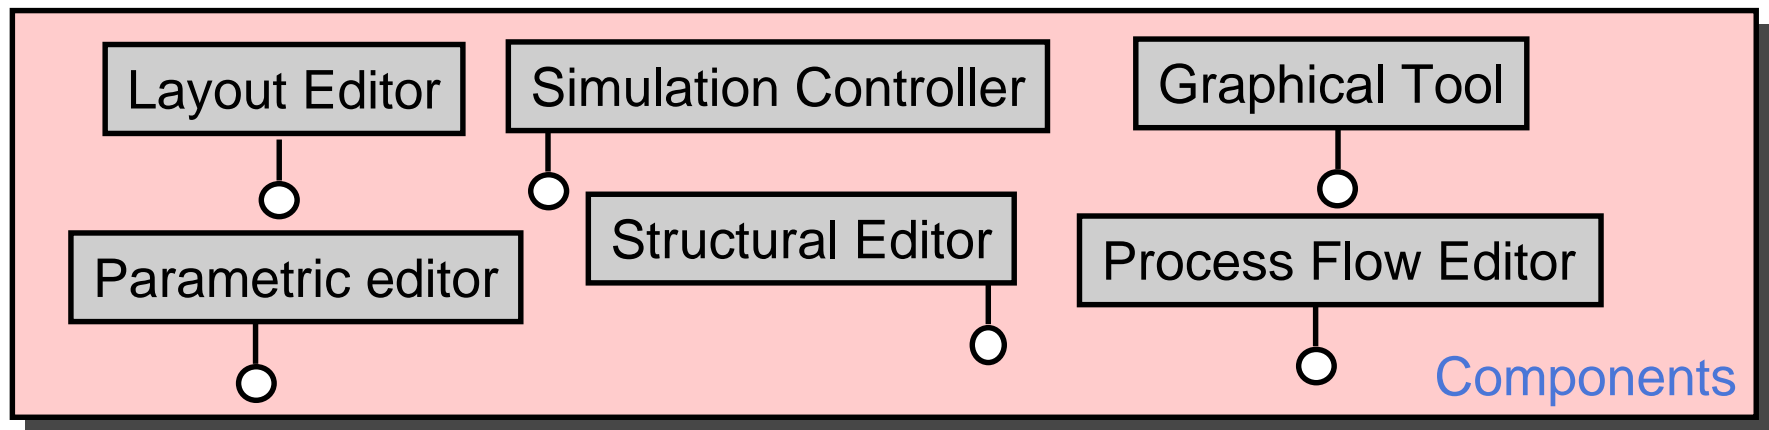 Layout Editor
Simulation Controller
Graphical Tool
Parametric editor
Structural Editor
Process Flow Editor
Components